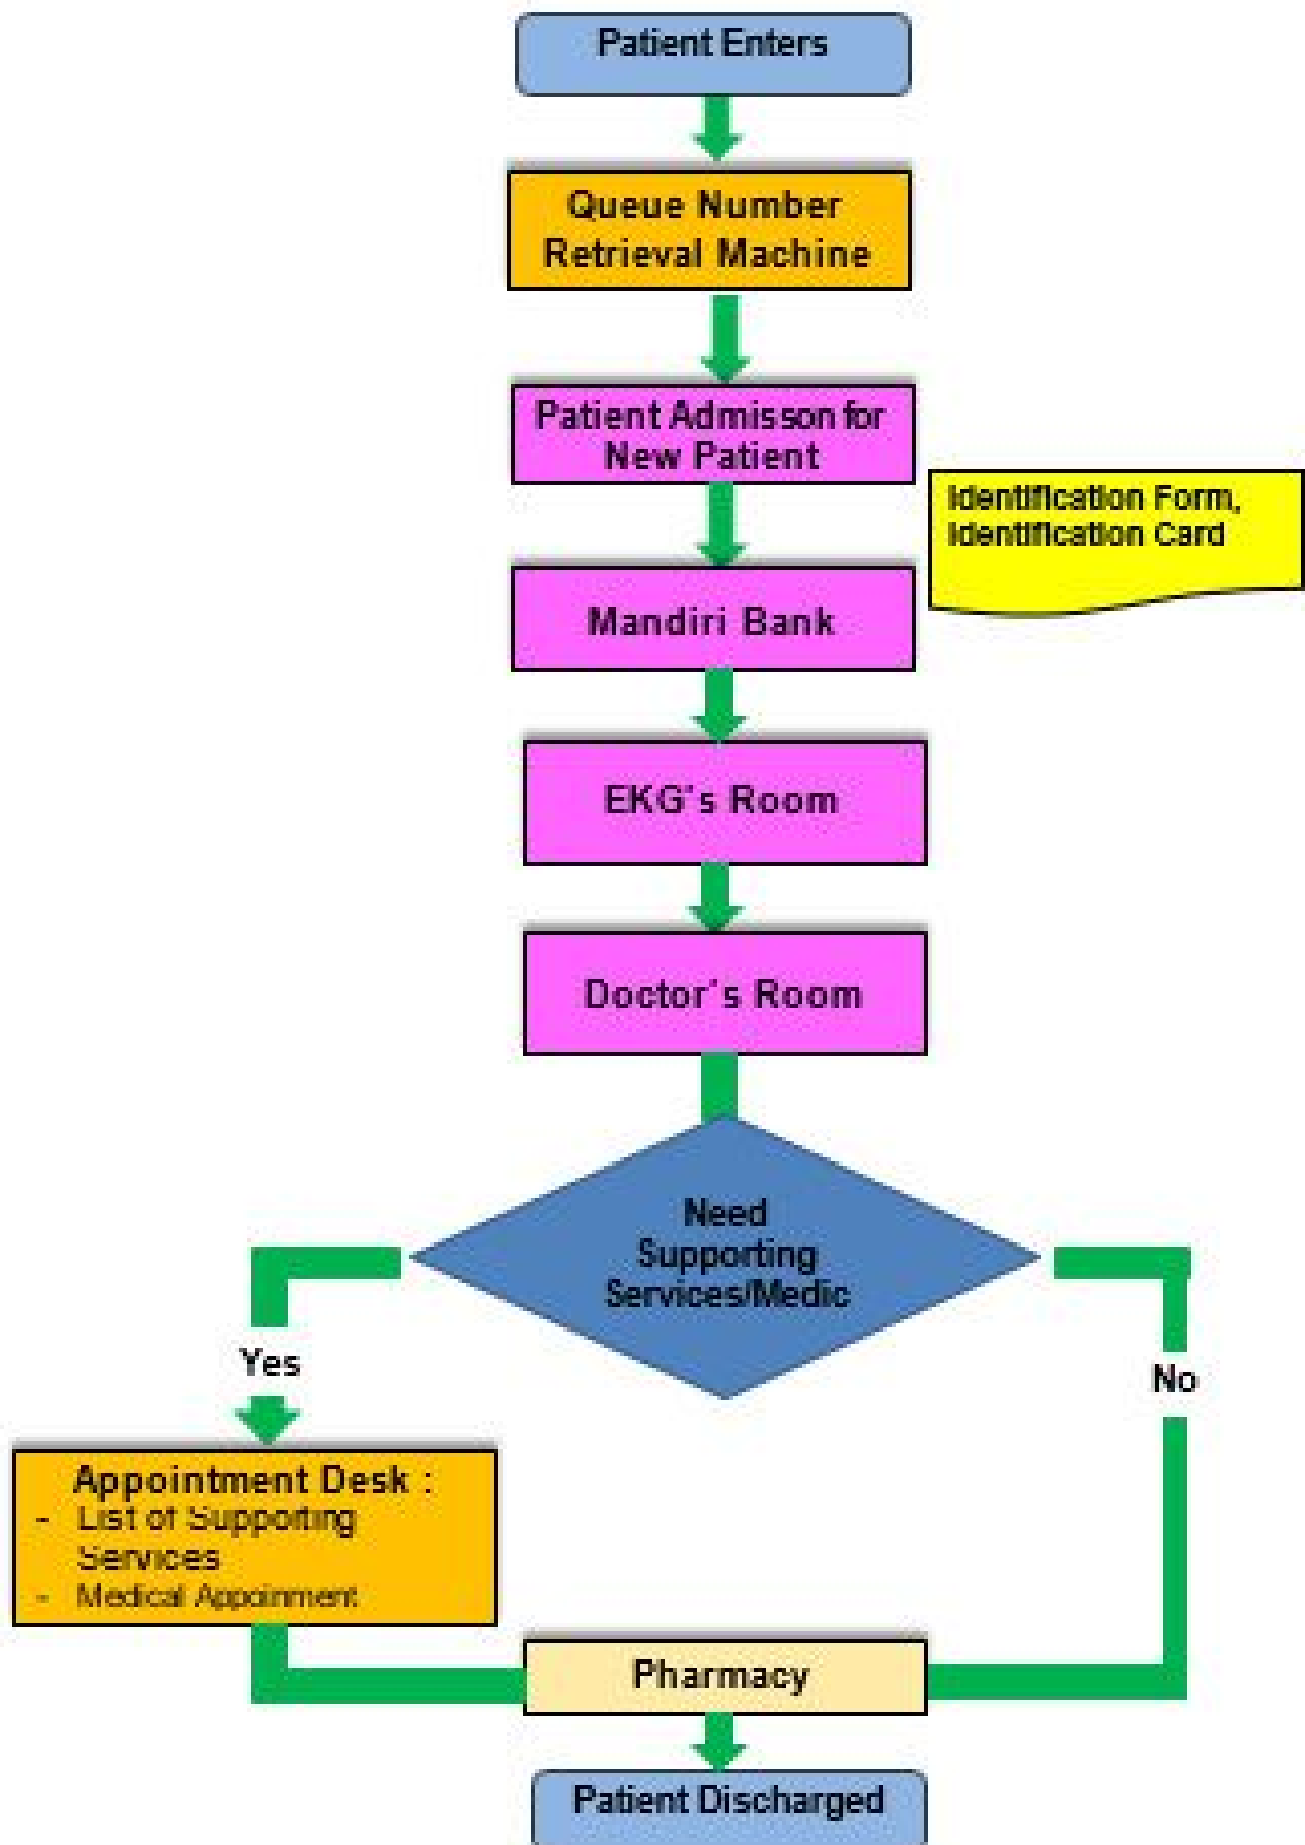 Patient Enters
Queue Number
Retrieval Machine
Patient Admisson for
New Patient
Identification Form,
Identification Card
Mandiri Bank
EKG's Room
Doctor's Room
Need
Supporting
Services/Medic
Yes
No
Appointment Desk :
- List of Supporting
Services
- Medical Appoinment
Pharmacy
Patient Discharged